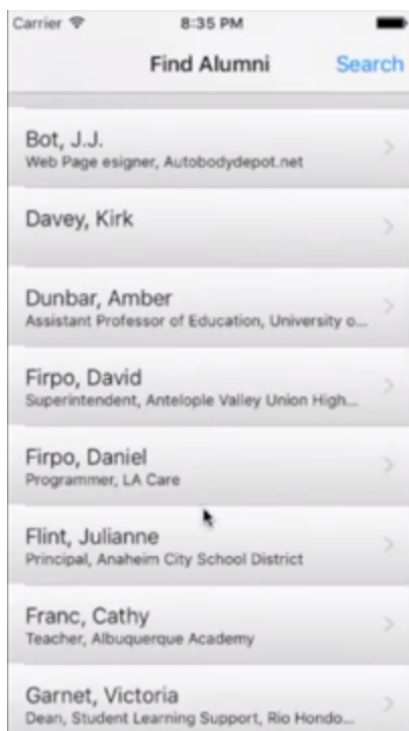 Carrier 8:35 PM
Find Alumni Search
Bot, J.J.
Web Page esigner, Autobodydepot.net
Davey, Kirk
Dunbar, Amber
Assistant Professor of Education, University o...
Firpo, David
Superintendent, Antelople Valley Union High...
Firpo, Daniel
Programmer, LA Care
Flint, Julianne
Principal, Anaheim City School District
Franc, Cathy
Teacher, Albuquerque Academy
Garnet, Victoria
Dean, Student Learning Support, Rio Hondo...